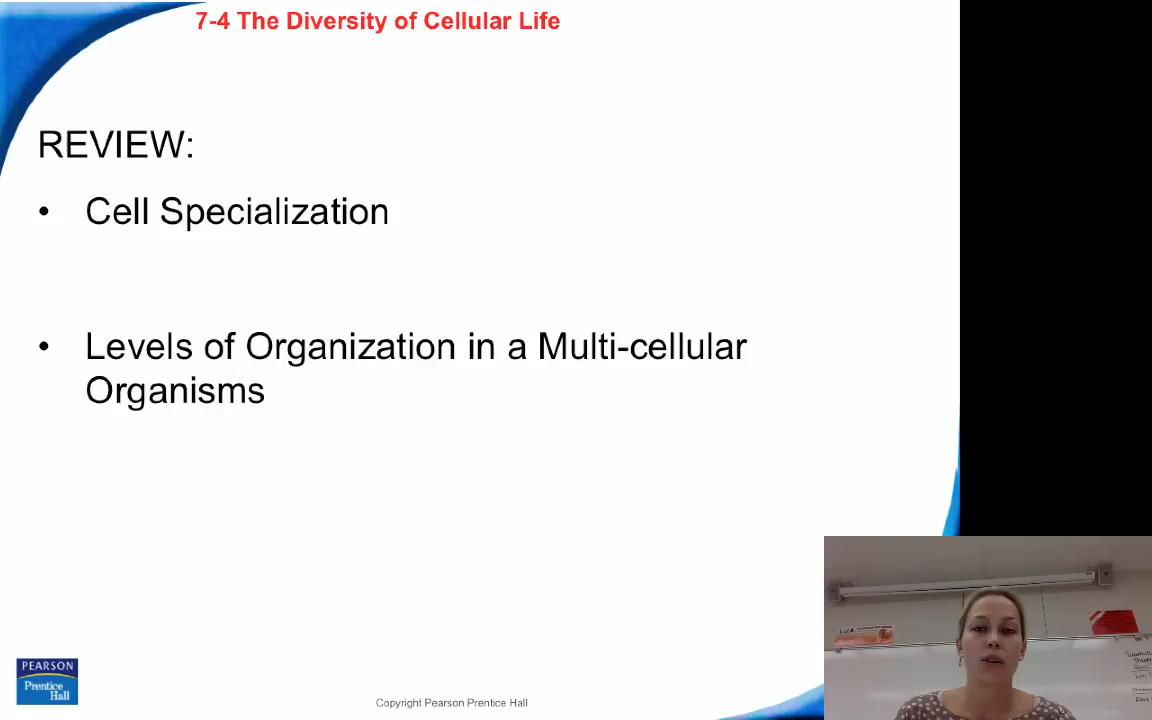 7-4 The Diversity of Cellular Life
REVIEW:
• Cell Specialization
• Levels of Organization in a Multi-cellular
Organisms
PEARSON
Prentice
Hall
Copyright Pearson Prentice Hall